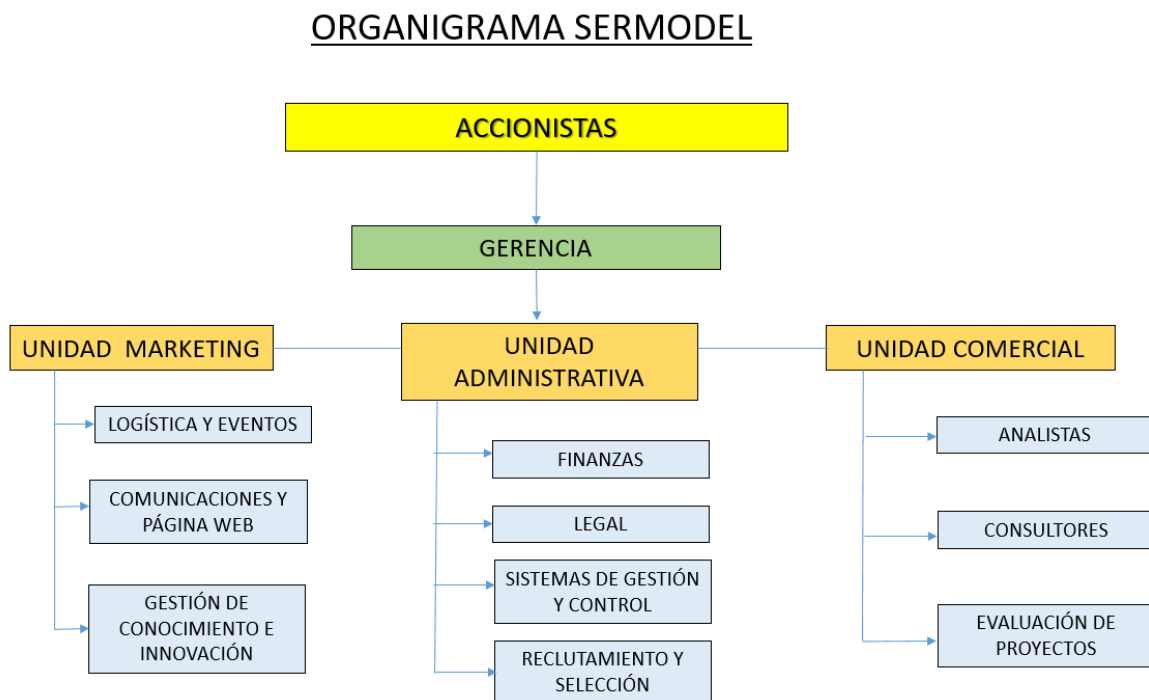 ORGANIGRAMA SERMODEL
ACCIONISTAS
GERENCIA
UNIDAD MARKETING
LOGÍSTICA Y EVENTOS
COMUNICACIONES Y
PÁGINA WEB
GESTIÓN DE
CONOCIMIENTO E
INNOVACIÓN
UNIDAD
ADMINISTRATIVA
FINANZAS
LEGAL
SISTEMAS DE GESTIÓN
Y CONTROL
RECLUTAMIENTO Y
SELECCIÓN
UNIDAD COMERCIAL
ANALISTAS
CONSULTORES
EVALUACIÓN DE
PROYECTOS